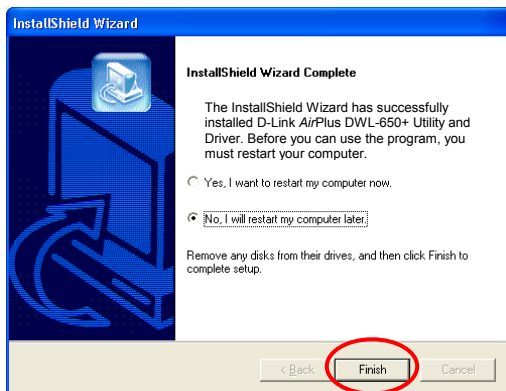 InstallShield Wizard
InstallShield Wizard Complete
The InstallShield Wizard has successfully
installed D-Link AirPlus DWL-650+ Utility and
Driver. Before you can use the program, you
must restart your computer.
Yes, I want to restart my computer now.
No, I will restart my computer later.
Remove any disks from their drives, and then click Finish to
complete setup.
< Back
Finish
Cancel